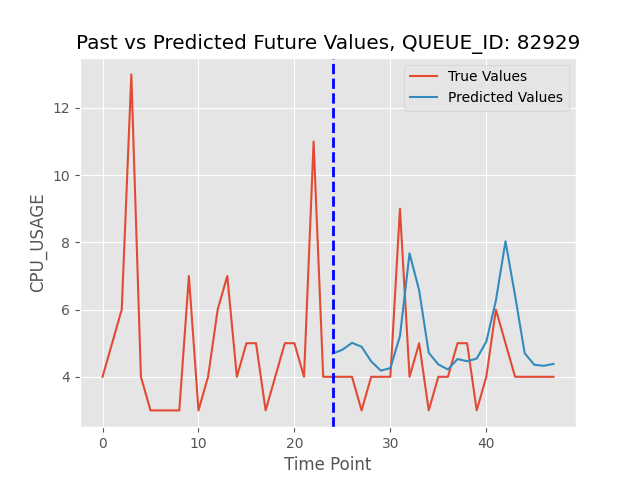 Past vs Predicted Future Values, QUEUE_ID: 82929
True Values
Predicted Values
CPU_USAGE
12
10
8
6
4
0
10
20
30
40
Time Point